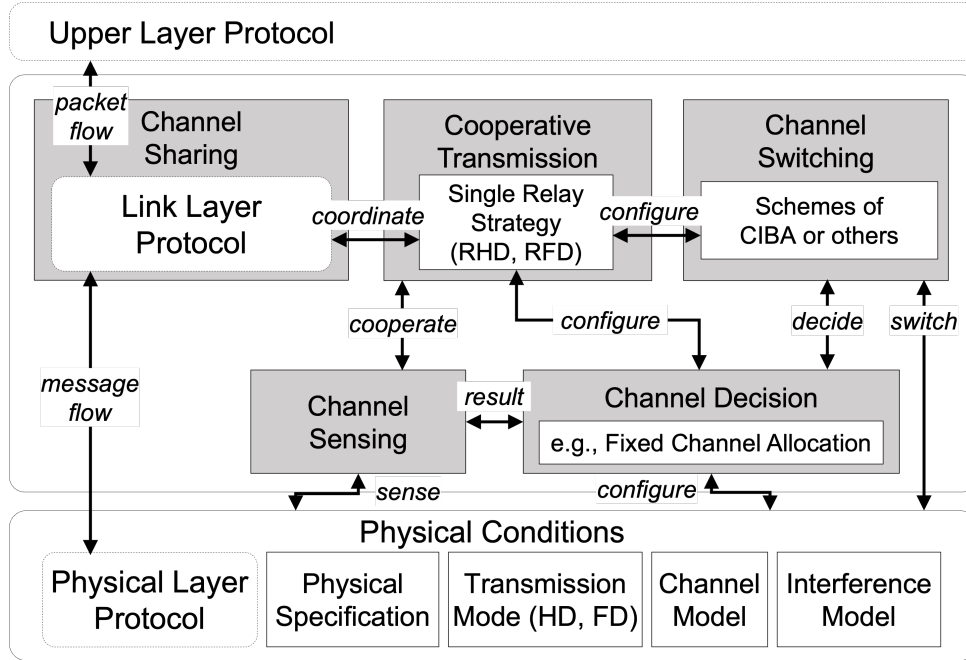 Upper Layer Protocol
packet
flow
Channel
Sharing
Link Layer
Protocol
coordinate
Cooperative
Transmission
Single Relay
Strategy
(RHD, RFD)
configure
Channel
Switching
Schemes of
CIBA or others
cooperate
configure
decide
switch
message
flow
Channel
Sensing
result
Channel Decision
e.g., Fixed Channel Allocation
sense
configure
Physical Conditions
Physical Layer
Protocol
Physical
Specification
Transmission
Mode (HD, FD)
Channel
Model
Interference
Model